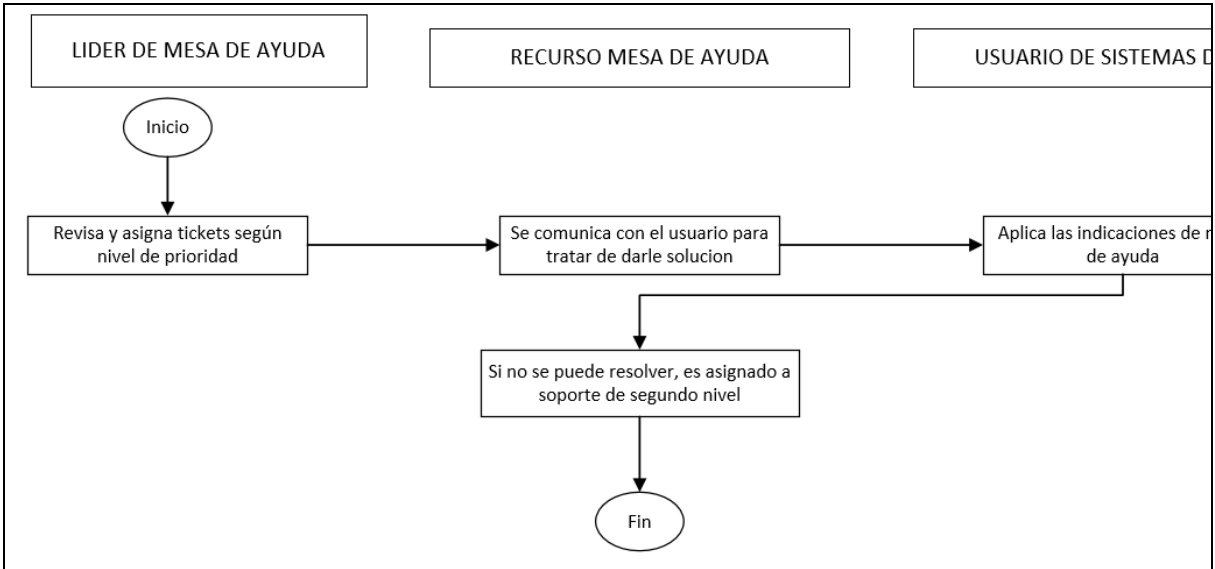 LIDER DE MESA DE AYUDA
RECURSO MESA DE AYUDA
USUARIO DE SISTEMAS
Inicio
Revisa y asigna tickets según
nivel de prioridad
Se comunica con el usuario para
tratar de darle solucion
Aplica las indicaciones de
de ayuda
Si no se puede resolver, es asignado a
soporte de segundo nivel
Fin